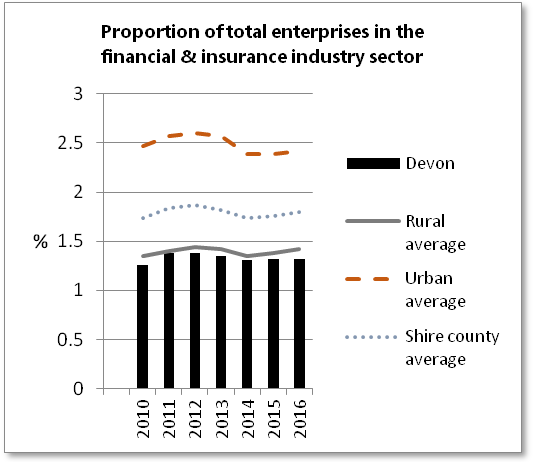 Proportion of total enterprises in the
financial & insurance industry sector
3
2.5
2
1.5
1
0.5
0
%
2010
2011
2012
2013
2014
2015
2016
Devon
Rural
average
Urban
average
Shire county
average